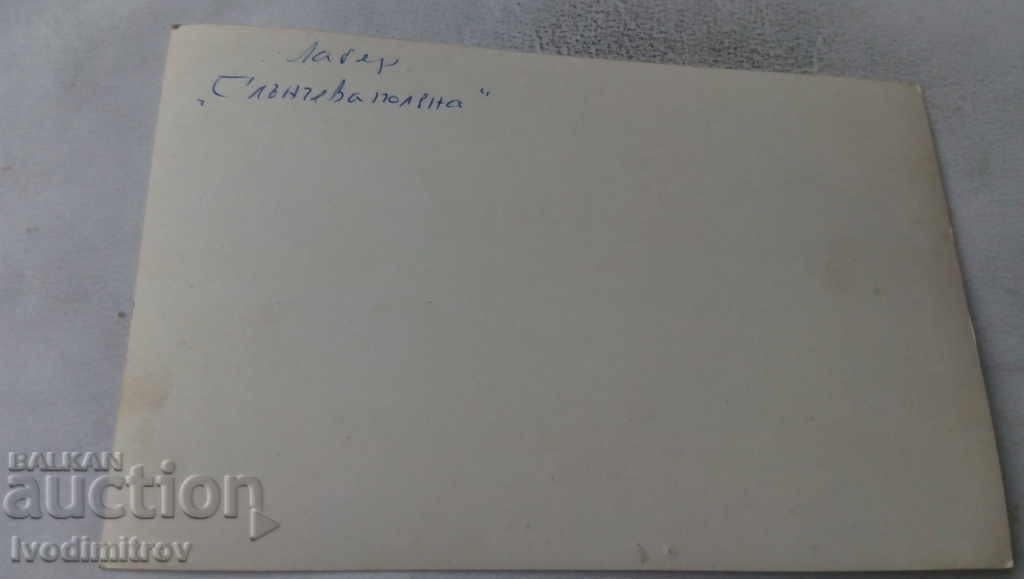 Лагер
„Слънчева поляна“
BALKAN
auction
Ivodimitrov